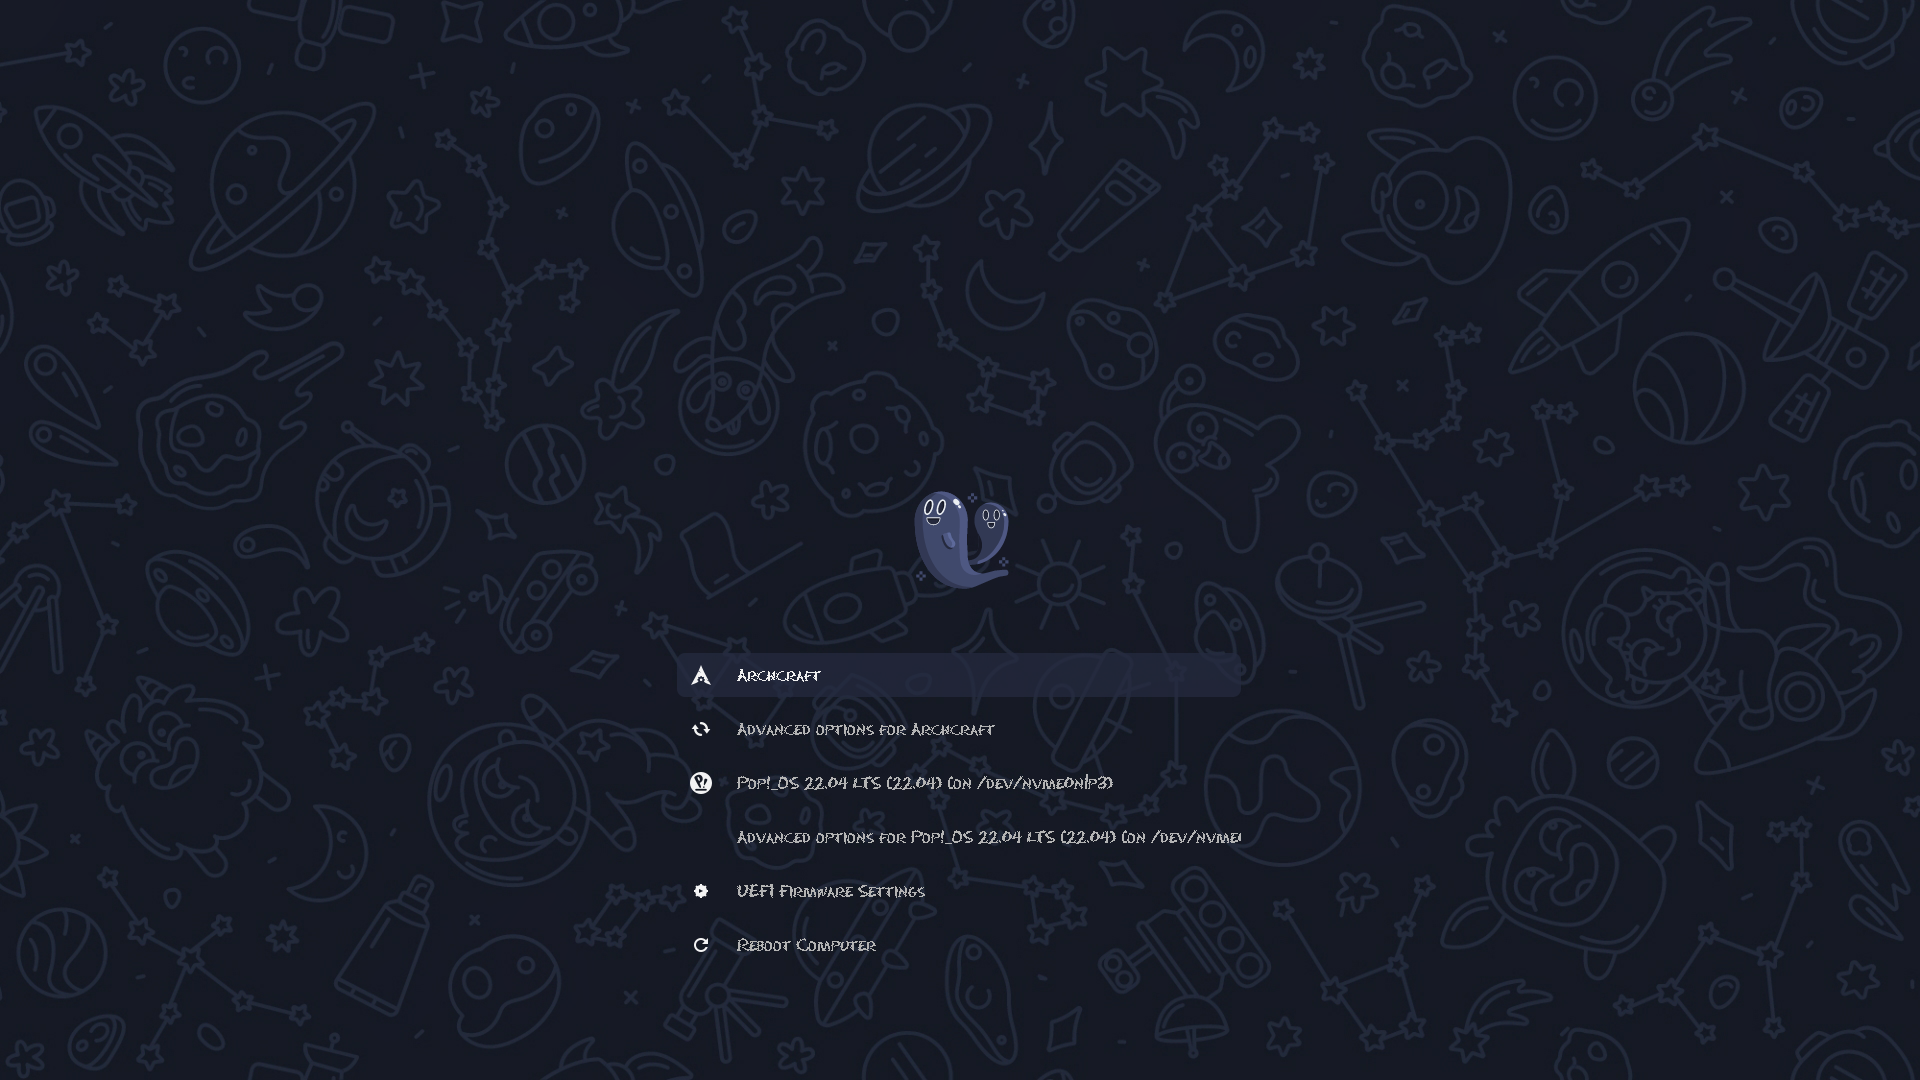 Archcraft
Advanced options for Archcraft
Pop!_OS 22.04 LTS (22.04) (on /dev/nvme0n1p3)
Advanced options for Pop!_OS 22.04 LTS (22.04) (on /dev/nvme
UEFI Firmware Settings
Reboot Computer